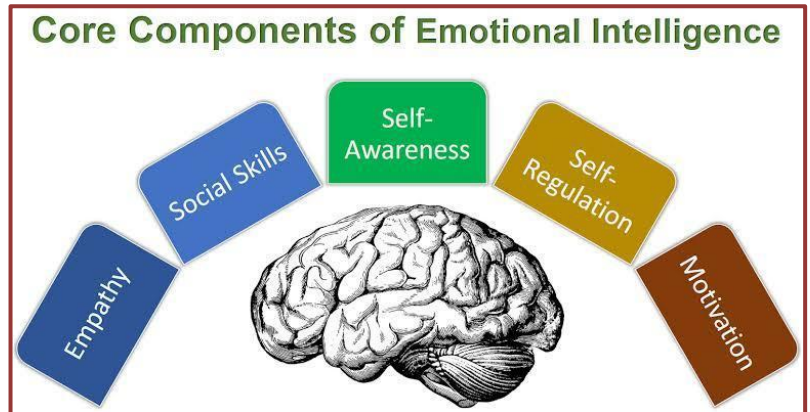 Core Components of Emotional Intelligence
Empathy
Social Skills
Self-
Awareness
Self-
Regulation
Motivation